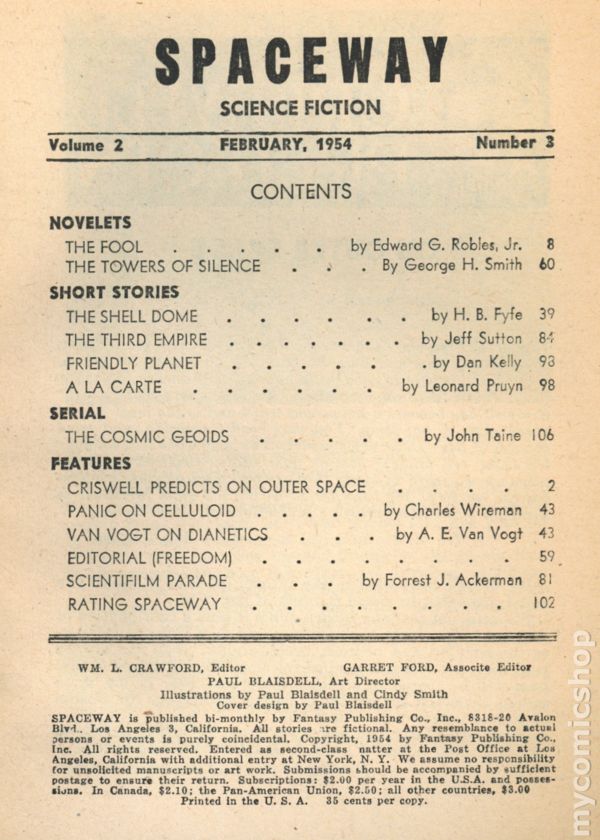 SPACEWAY
SCIENCE FICTION
Volume 2 FEBRUARY, 1954 Number 3
CONTENTS
NOVELETS
THE FOOL . . . . . by Edward G. Robles, Jr. 8
THE TOWERS OF SILENCE . . . By George H. Smith 60
SHORT STORIES
THE SHELL DOME . . . . . . . by H. B. Fyfe 39
THE THIRD EMPIRE . . . . . . . by Jeff Sutton 84
FRIENDLY PLANET . . . . . . by Dan Kelly 93
A LA CARTE . . . . . . by Leonard Pruyn 98
SERIAL
THE COSMIC GEOIDS . . . . . by John Taine 106
FEATURES
CRISWELL PREDICTS ON OUTER SPACE . . . . 2
PANIC ON CELLULOID . . . . . by Charles Wireman 43
VAN VOGT ON DIANETICS . . . by A. E. Van Vogt 43
EDITORIAL (FREEDOM) . . . . . . . . 59
SCIENTIFILM PARADE . . . by Forrest J. Ackerman 81
RATING SPACEWAY . . . . . . . . 102
WM. L. CRAWFORD, Editor GARRET FORD, Associte Editor
PAUL BLAISDELL, Art Director
Illustrations by Paul Blaisdell and Cindy Smith
Cover design by Paul Blaisdell
SPACEWAY is published bi-monthly by Fantasy Publishing Co., Inc., 8318-20 Avalon
Blvd., Los Angeles 3, California. All stories are fictional. Any resemblance to actual
persons or events is purely coincidental. Copyright, 1954 by Fantasy Publishing Co.,
Inc. All rights reserved. Entered as second-class matter at the Post Office at Los
Angeles, California with additional entry at New York, N. Y. We assume no responsibility
for unsolicited manuscripts or art work. Submissions should be accompanied by sufficient
postage to ensure their return. Subscriptions: $2.00 per year in the U.S.A. and posses-
sions. In Canada, $2.10; the Pan-American Union, $2.50; all other countries, $3.00
Printed in the U. S. A. 35 cents per copy.
mycomicshop